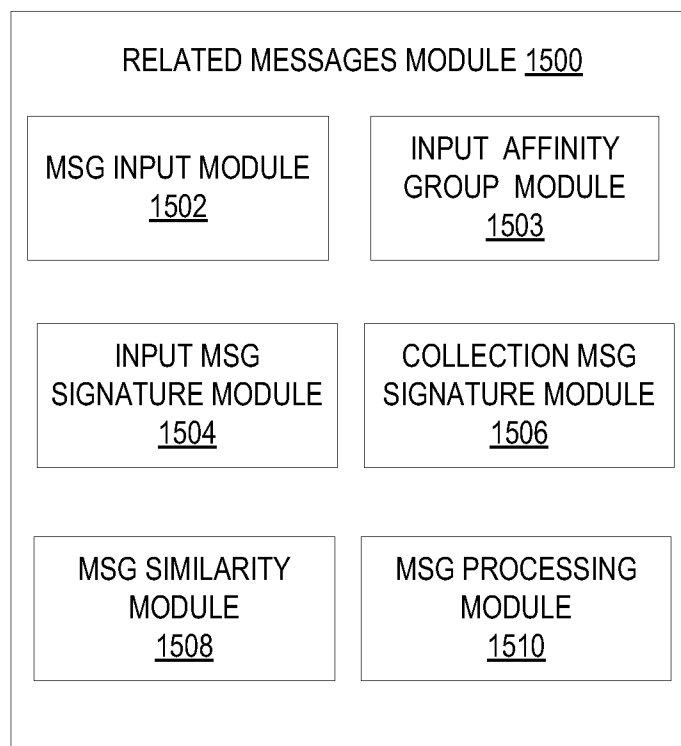 RELATED MESSAGES MODULE 1500
MSG INPUT MODULE
1502
INPUT AFFINITY
GROUP MODULE
1503
INPUT MSG
SIGNATURE MODULE
1504
COLLECTION MSG
SIGNATURE MODULE
1506
MSG SIMILARITY
MODULE
1508
MSG PROCESSING
MODULE
1510